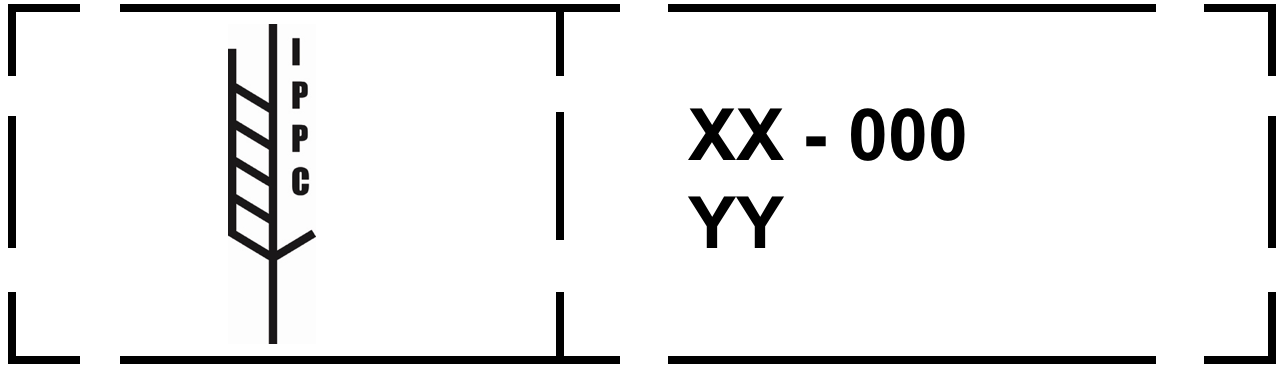 IPPC
XX - 000
YY